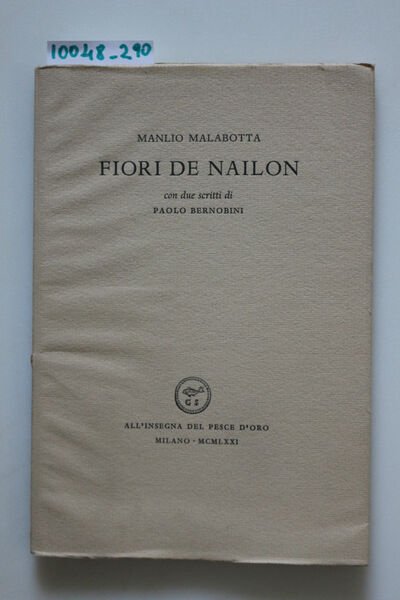 10048_290
MANLIO MALABOTTA
FIORI DE NAILON
con due scritti di
PAOLO BERNOBINI
G S
ALL'INSEGNA DEL PESCE D'ORO
MILANO · MCMLXXI